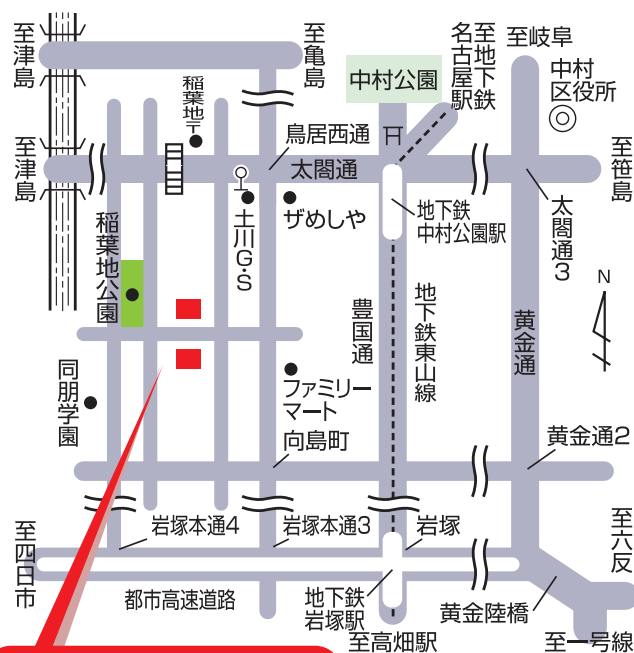 至津島
至亀島
至地下鉄
名古屋駅
至岐阜
中村
区役所
中村公園
稲葉地〒
鳥居西通
太閤通
至津島
至笹島
地下鉄
中村公園駅
太閤通3
ザめしや
土川G・S
稲葉地公園
N
豊国通
地下鉄東山線
黄金通
同朋学園
ファミリー
マート
向島町
黄金通2
岩塚本通4
岩塚本通3
岩塚
至四日市
至六反
都市高速道路
地下鉄
岩塚駅
黄金陸橋
至高畑駅
至一号線